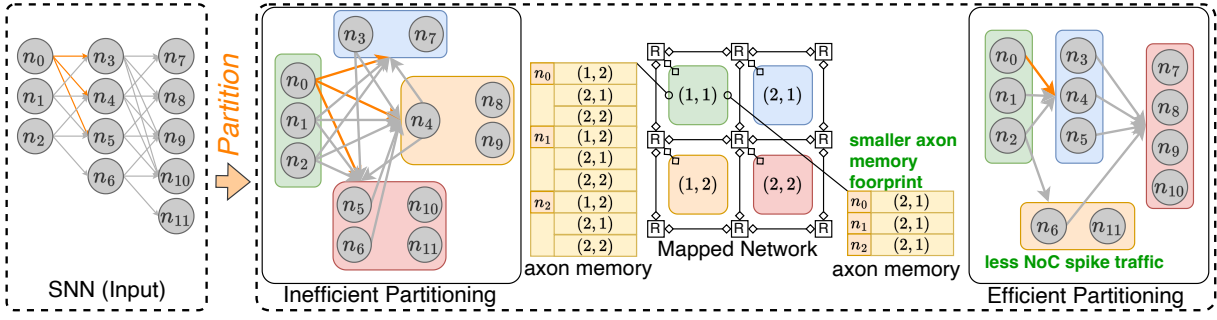 n0 n3 n7
n1 n4 n8
n2 n5 n9
n6 n10
n11
SNN (Input)
Partition
n3 n7
n0
n1
n2
n4 n8
n9
n5 n10
n6 n11
Inefficient Partitioning
n0 (1, 2)
(2, 1)
(2, 2)
n1 (1, 2)
(2, 1)
(2, 2)
n2 (1, 2)
(2, 1)
(2, 2)
axon memory
R R R
(1, 1) (2, 1)
R R R
(1, 2) (2, 2)
R R R
Mapped Network
smaller axon
memory
foorprint
n0 (2, 1)
n1 (2, 1)
n2 (2, 1)
axon memory
n0 n3 n7
n1 n4 n8
n2 n5 n9
n10
n6 n11
less NoC spike traffic
Efficient Partitioning